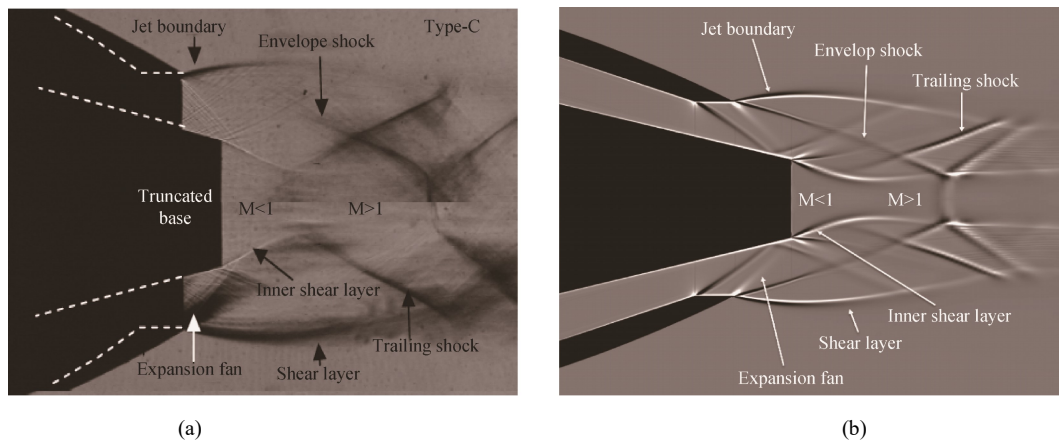 Jet boundary
Type-C
Envelope shock
Truncated
base
M<1
M>1
Inner shear layer
Trailing shock
Expansion fan
Shear layer
(a)
Jet boundary
Envelop shock
Trailing shock
M<1
M>1
Inner shear layer
Shear layer
Expansion fan
(b)